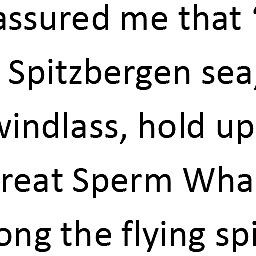 assured me that ‘
Spitzbergen sea,
windlass, hold up
reat Sperm Wha
ong the flying spi